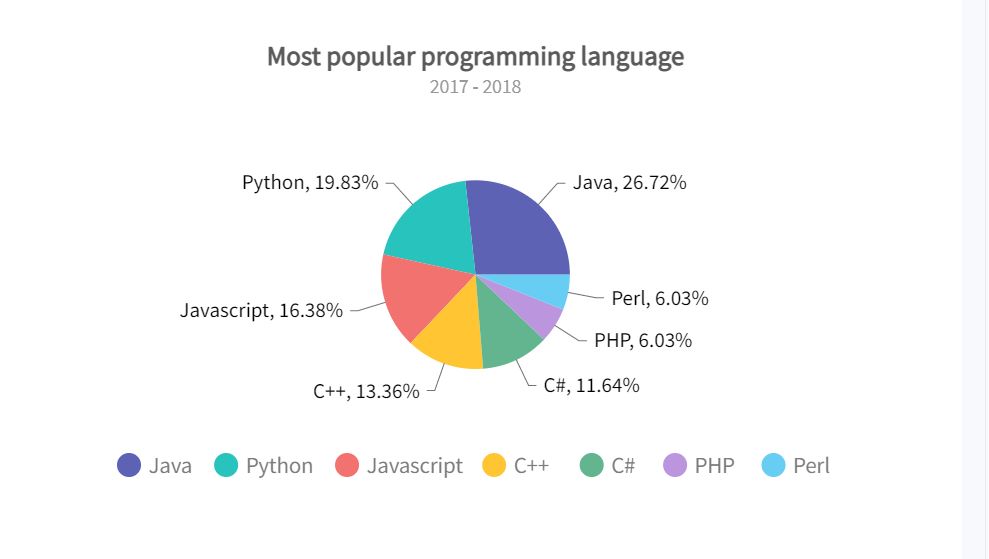 Most popular programming language
2017 - 2018
Python, 19.83%
Java, 26.72%
Javascript, 16.38%
Perl, 6.03%
PHP, 6.03%
C++, 13.36%
C#, 11.64%
Java Python Javascript C++ C# PHP Perl